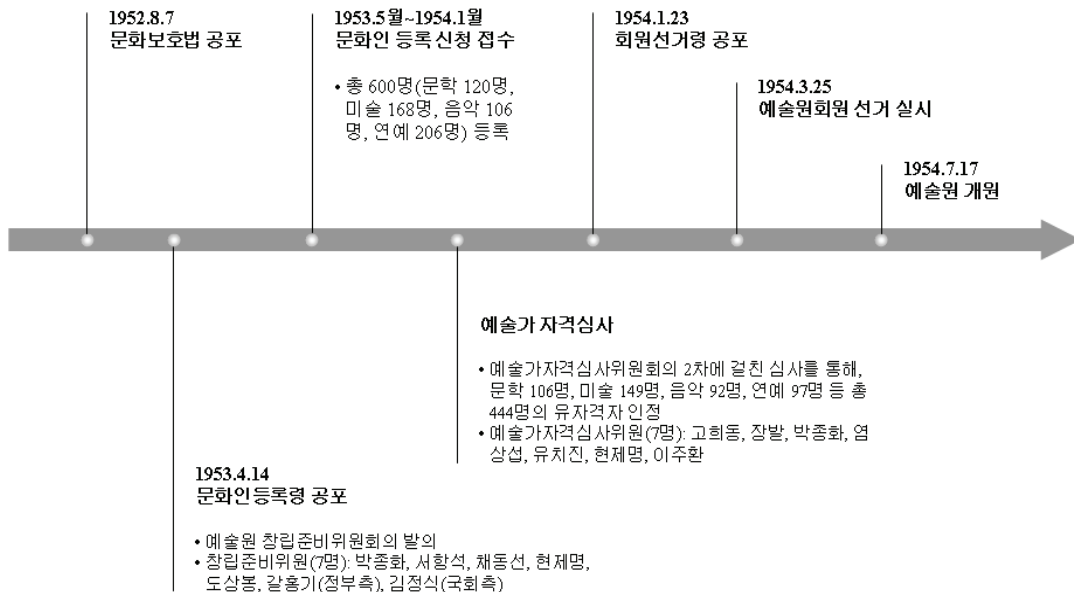 1952.8.7
문화보호법 공포
1953.5월~1954.1월
문화인 등록신청 접수
• 총 600명(문학 120명,
미술 168명, 음악 106
명, 연예 206명) 등록
1954.1.23
회원선거령 공포
1954.3.25
예술원회원 선거 실시
1954.7.17
예술원 개원
예술가 자격심사
• 예술가자격심사위원회의 2차에 걸친 심사를 통해,
문학 106명, 미술 149명, 음악 92명, 연예 97명 등 총
444명의 유자격자 인정
• 예술가자격심사위원(7명): 고희동, 장발, 박종화, 염
상섭, 유치진, 현제명, 이주환
1953.4.14
문화인등록령 공포
• 예술원 창립준비위원회의 발의
• 창립준비위원(7명): 박종화, 서항석, 채동선, 현제명,
도상봉, 갈홍기(정부측), 김정식(국회측)